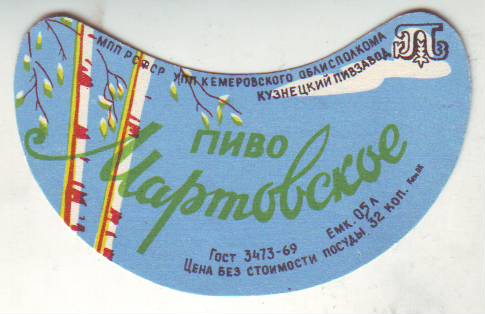 МПП РСФСР УПП КЕМЕРОВСКОГО ОБЛИСПОЛКОМА
КУЗНЕЦКИЙ ПИВЗАВОД
ПИВО
Мартовское
ГОСТ 3473-69 ЕМК. 0,5 Л
ЦЕНА БЕЗ СТОИМОСТИ ПОСУДЫ 32 КОП.